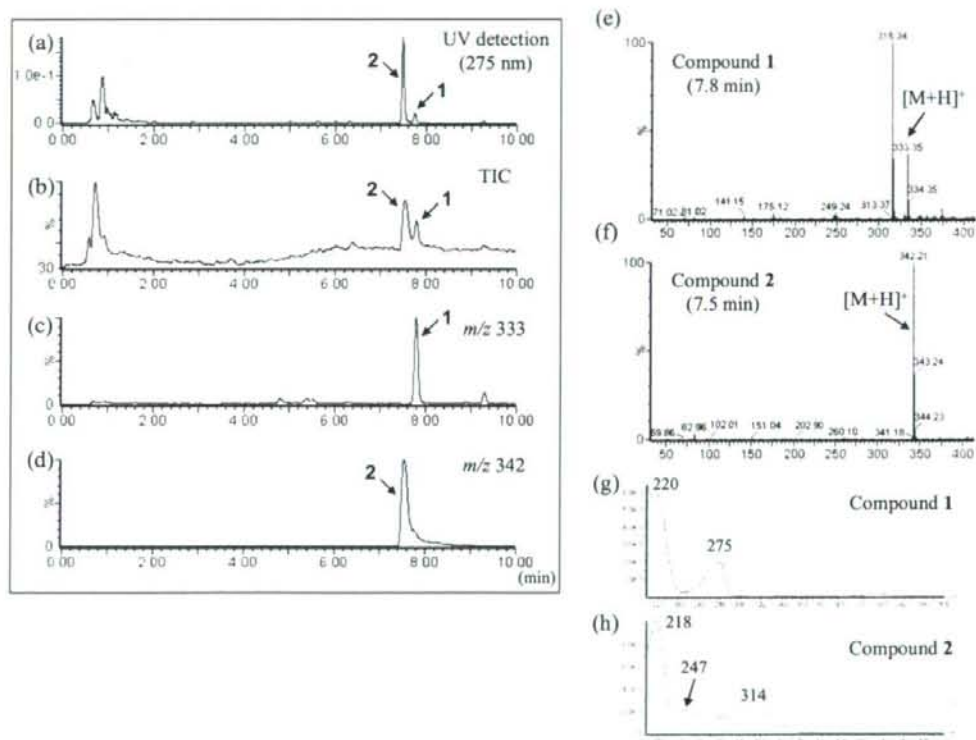 (a)
UV detection
(275 nm)
2
1
1 0e-1
0 0
0 00 2 00 4 00 6 00 8 00 10 00
(b)
TIC
2
1
%
30
0 00 2 00 4 00 6 00 8 00 10 00
(c)
m/z 333
1
%
0
0 00 2 00 4 00 6 00 8 00 10 00
(d)
m/z 342
2
%
0
0 00 2 00 4 00 6 00 8 00 10 00
(min)
(e)
100
Compound 1
(7.8 min)
[M+H]+
%
333 35
334.35
141 15
175 12
249 24
313 37
0
50 100 150 200 250 300 350 400
(f)
342.21
100
Compound 2
(7.5 min)
[M+H]+
%
343 24
344 23
102 01
151 04
202 90
260 10
341 18
0
50 100 150 200 250 300 350 400
(g)
220
Compound 1
275
(h)
218
Compound 2
247
314